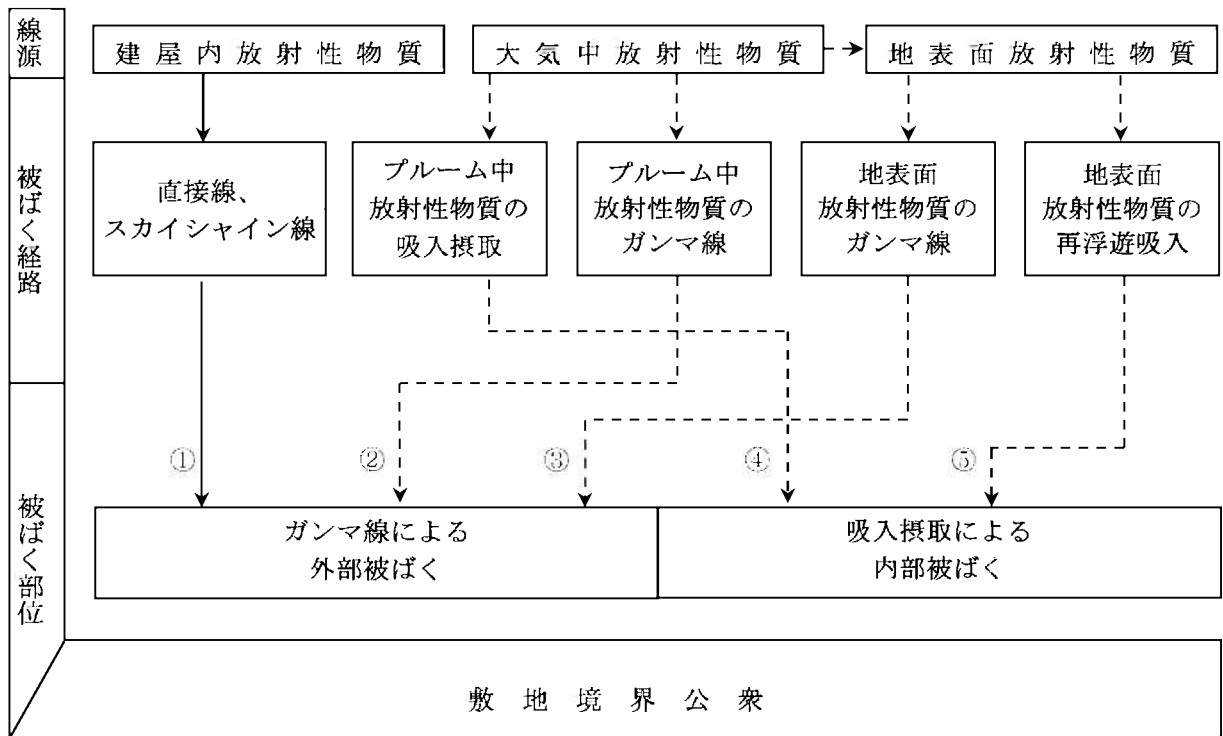 線源
建屋内放射性物質
大気中放射性物質
地表面放射性物質
被ばく経路
直接線、
スカイシャイン線
プルーム中
放射性物質の
吸入摂取
プルーム中
放射性物質の
ガンマ線
地表面
放射性物質の
ガンマ線
地表面
放射性物質の
再浮遊吸入
被ばく部位
①
②
③
④
⑤
ガンマ線による
外部被ばく
吸入摂取による
内部被ばく
敷地境界公衆